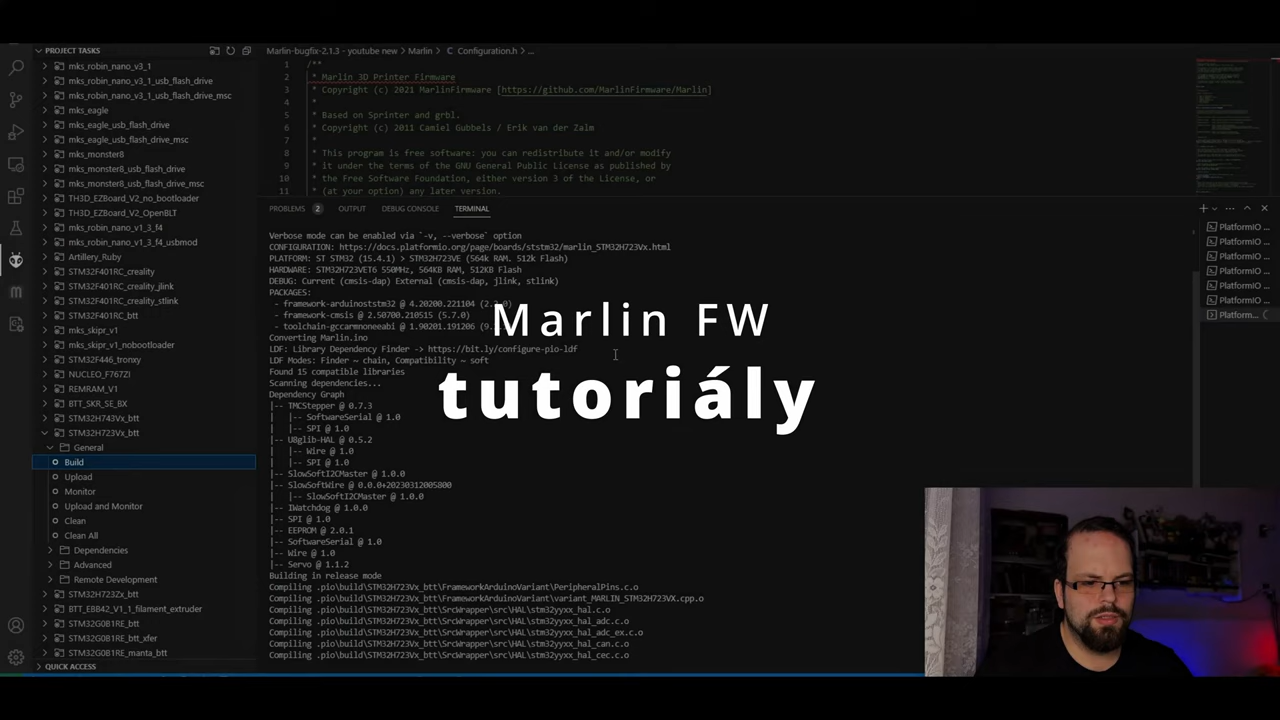 PROJECT TASKS
mks_robin_nano_v3_1
mks_robin_nano_v3_1_usb_flash_drive
mks_robin_nano_v3_1_usb_flash_drive_msc
mks_eagle
mks_eagle_usb_flash_drive
mks_eagle_usb_flash_drive_msc
mks_monster8
mks_monster8_usb_flash_drive
mks_monster8_usb_flash_drive_msc
TH3D_EZBoard_V2_no_bootloader
TH3D_EZBoard_V2_OpenBLT
mks_robin_nano_v1_3_f4
mks_robin_nano_v1_3_f4_usbmod
Artillery_Ruby
STM32F401RC_creality
STM32F401RC_creality_jlink
STM32F401RC_creality_stlink
STM32F401RC_btt
mks_skipr_v1
mks_skipr_v1_nobootloader
STM32F446_tronxy
NUCLEO_F767ZI
REMRAM_V1
BTT_SKR_SE_BX
STM32H743Vx_btt
STM32H723Vx_btt
General
Build
Upload
Monitor
Upload and Monitor
Clean
Clean All
Dependencies
Advanced
Remote Development
STM32H723Zx_btt
BTT_EBB42_V1_1_filament_extruder
STM32G0B1RE_btt
STM32G0B1RE_btt_xfer
STM32G0B1RE_manta_btt
QUICK ACCESS
Marlin-bugfix-2.1.3 - youtube new > Marlin > C Configuration.h > ...
1 /**
2 * Marlin 3D Printer Firmware
3 * Copyright (c) 2021 MarlinFirmware [https://github.com/MarlinFirmware/Marlin]
4 *
5 * Based on Sprinter and grbl.
6 * Copyright (c) 2011 Camiel Gubbels / Erik van der Zalm
7 *
8 * This program is free software: you can redistribute it and/or modify
9 * it under the terms of the GNU General Public License as published by
10 * the Free Software Foundation, either version 3 of the License, or
11 * (at your option) any later version.
PROBLEMS 2 OUTPUT DEBUG CONSOLE TERMINAL
Verbose mode can be enabled via `-v, --verbose` option
CONFIGURATION: https://docs.platformio.org/page/boards/ststm32/marlin_STM32H723Vx.html
PLATFORM: ST STM32 (15.4.1) > STM32H723VE (564k RAM. 512k Flash)
HARDWARE: STM32H723VET6 550MHz, 564KB RAM, 512KB Flash
DEBUG: Current (cmsis-dap) External (cmsis-dap, jlink, stlink)
PACKAGES:
- framework-arduinoststm32 @ 4.20200.221104
- framework-cmsis @ 2.50700.210515 (5.7.0)
- toolchain-gccarmnoneeabi @ 1.90201.191206
Converting Marlin.ino
LDF: Library Dependency Finder -> https://bit.ly/configure-pio-ldf
LDF Modes: Finder ~ chain, Compatibility ~ soft
Found 15 compatible libraries
Scanning dependencies...
Dependency Graph
|-- TMCStepper @ 0.7.3
|   |-- SoftwareSerial @ 1.0
|   |-- SPI @ 1.0
|-- U8glib-HAL @ 0.5.2
|   |-- Wire @ 1.0
|   |-- SPI @ 1.0
|-- SlowSoftI2CMaster @ 1.0.0
|-- SlowSoftWire @ 0.0.0+20230312005800
|   |-- SlowSoftI2CMaster @ 1.0.0
|-- IWatchdog @ 1.0.0
|-- SPI @ 1.0
|-- EEPROM @ 2.0.1
|-- SoftwareSerial @ 1.0
|-- Wire @ 1.0
|-- Servo @ 1.1.2
Building in release mode
Compiling .pio\build\STM32H723Vx_btt\FrameworkArduinoVariant\PeripheralPins.c.o
Compiling .pio\build\STM32H723Vx_btt\FrameworkArduinoVariant\variant_MARLIN_STM32H723VX.cpp.o
Compiling .pio\build\STM32H723Vx_btt\SrcWrapper\src\HAL\stm32yyxx_hal.c.o
Compiling .pio\build\STM32H723Vx_btt\SrcWrapper\src\HAL\stm32yyxx_hal_adc.c.o
Compiling .pio\build\STM32H723Vx_btt\SrcWrapper\src\HAL\stm32yyxx_hal_adc_ex.c.o
Compiling .pio\build\STM32H723Vx_btt\SrcWrapper\src\HAL\stm32yyxx_hal_can.c.o
Compiling .pio\build\STM32H723Vx_btt\SrcWrapper\src\HAL\stm32yyxx_hal_cec.c.o
Marlin FW
tutoriály
PlatformIO ...
PlatformIO ...
PlatformIO ...
PlatformIO ...
PlatformIO ...
PlatformIO ...
PlatformIO ...